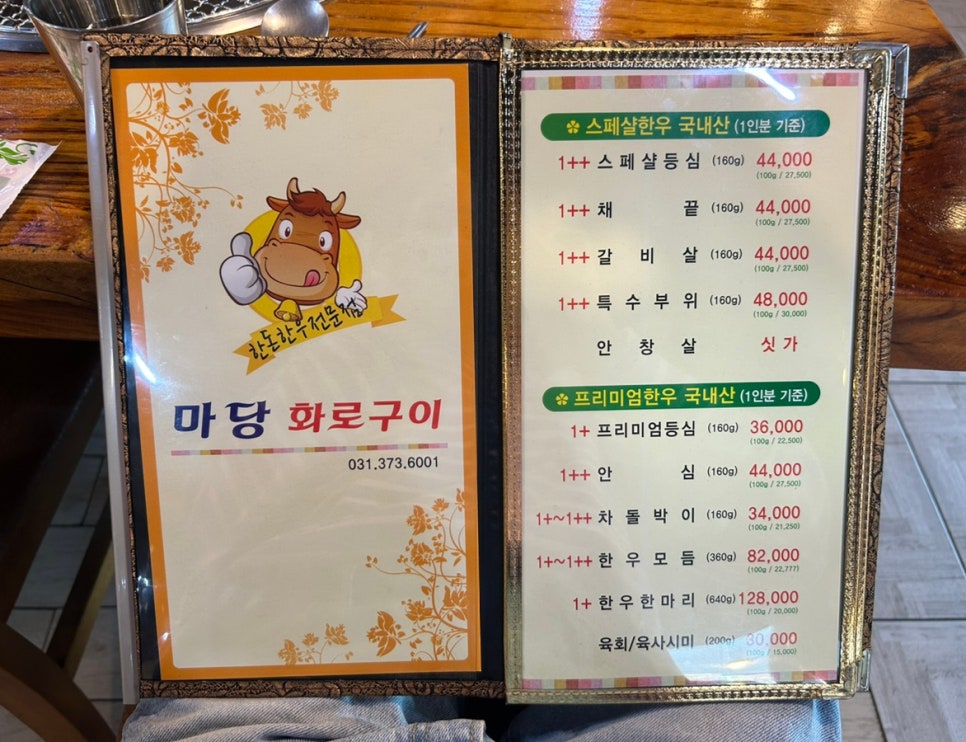 한돈한우전문점
마당 화로구이
031.373.6001
스페샬한우 국내산 (1인분 기준)
1++ 스페샬등심 (160g) 44,000
(100g / 27,500)
1++ 채끝 (160g) 44,000
(100g / 27,500)
1++ 갈비살 (160g) 44,000
(100g / 27,500)
1++ 특수부위 (160g) 48,000
(100g / 30,000)
안창살 싯가
프리미엄한우 국내산 (1인분 기준)
1+ 프리미엄등심 (160g) 36,000
(100g / 22,500)
1++ 안심 (160g) 44,000
(100g / 27,500)
1+~1++ 차돌박이 (160g) 34,000
(100g / 21,250)
1+~1++ 한우모듬 (360g) 82,000
(100g / 22,777)
1+ 한우한마리 (640g) 128,000
(100g / 20,000)
육회/육사시미 (200g) 30,000
(100g / 15,000)